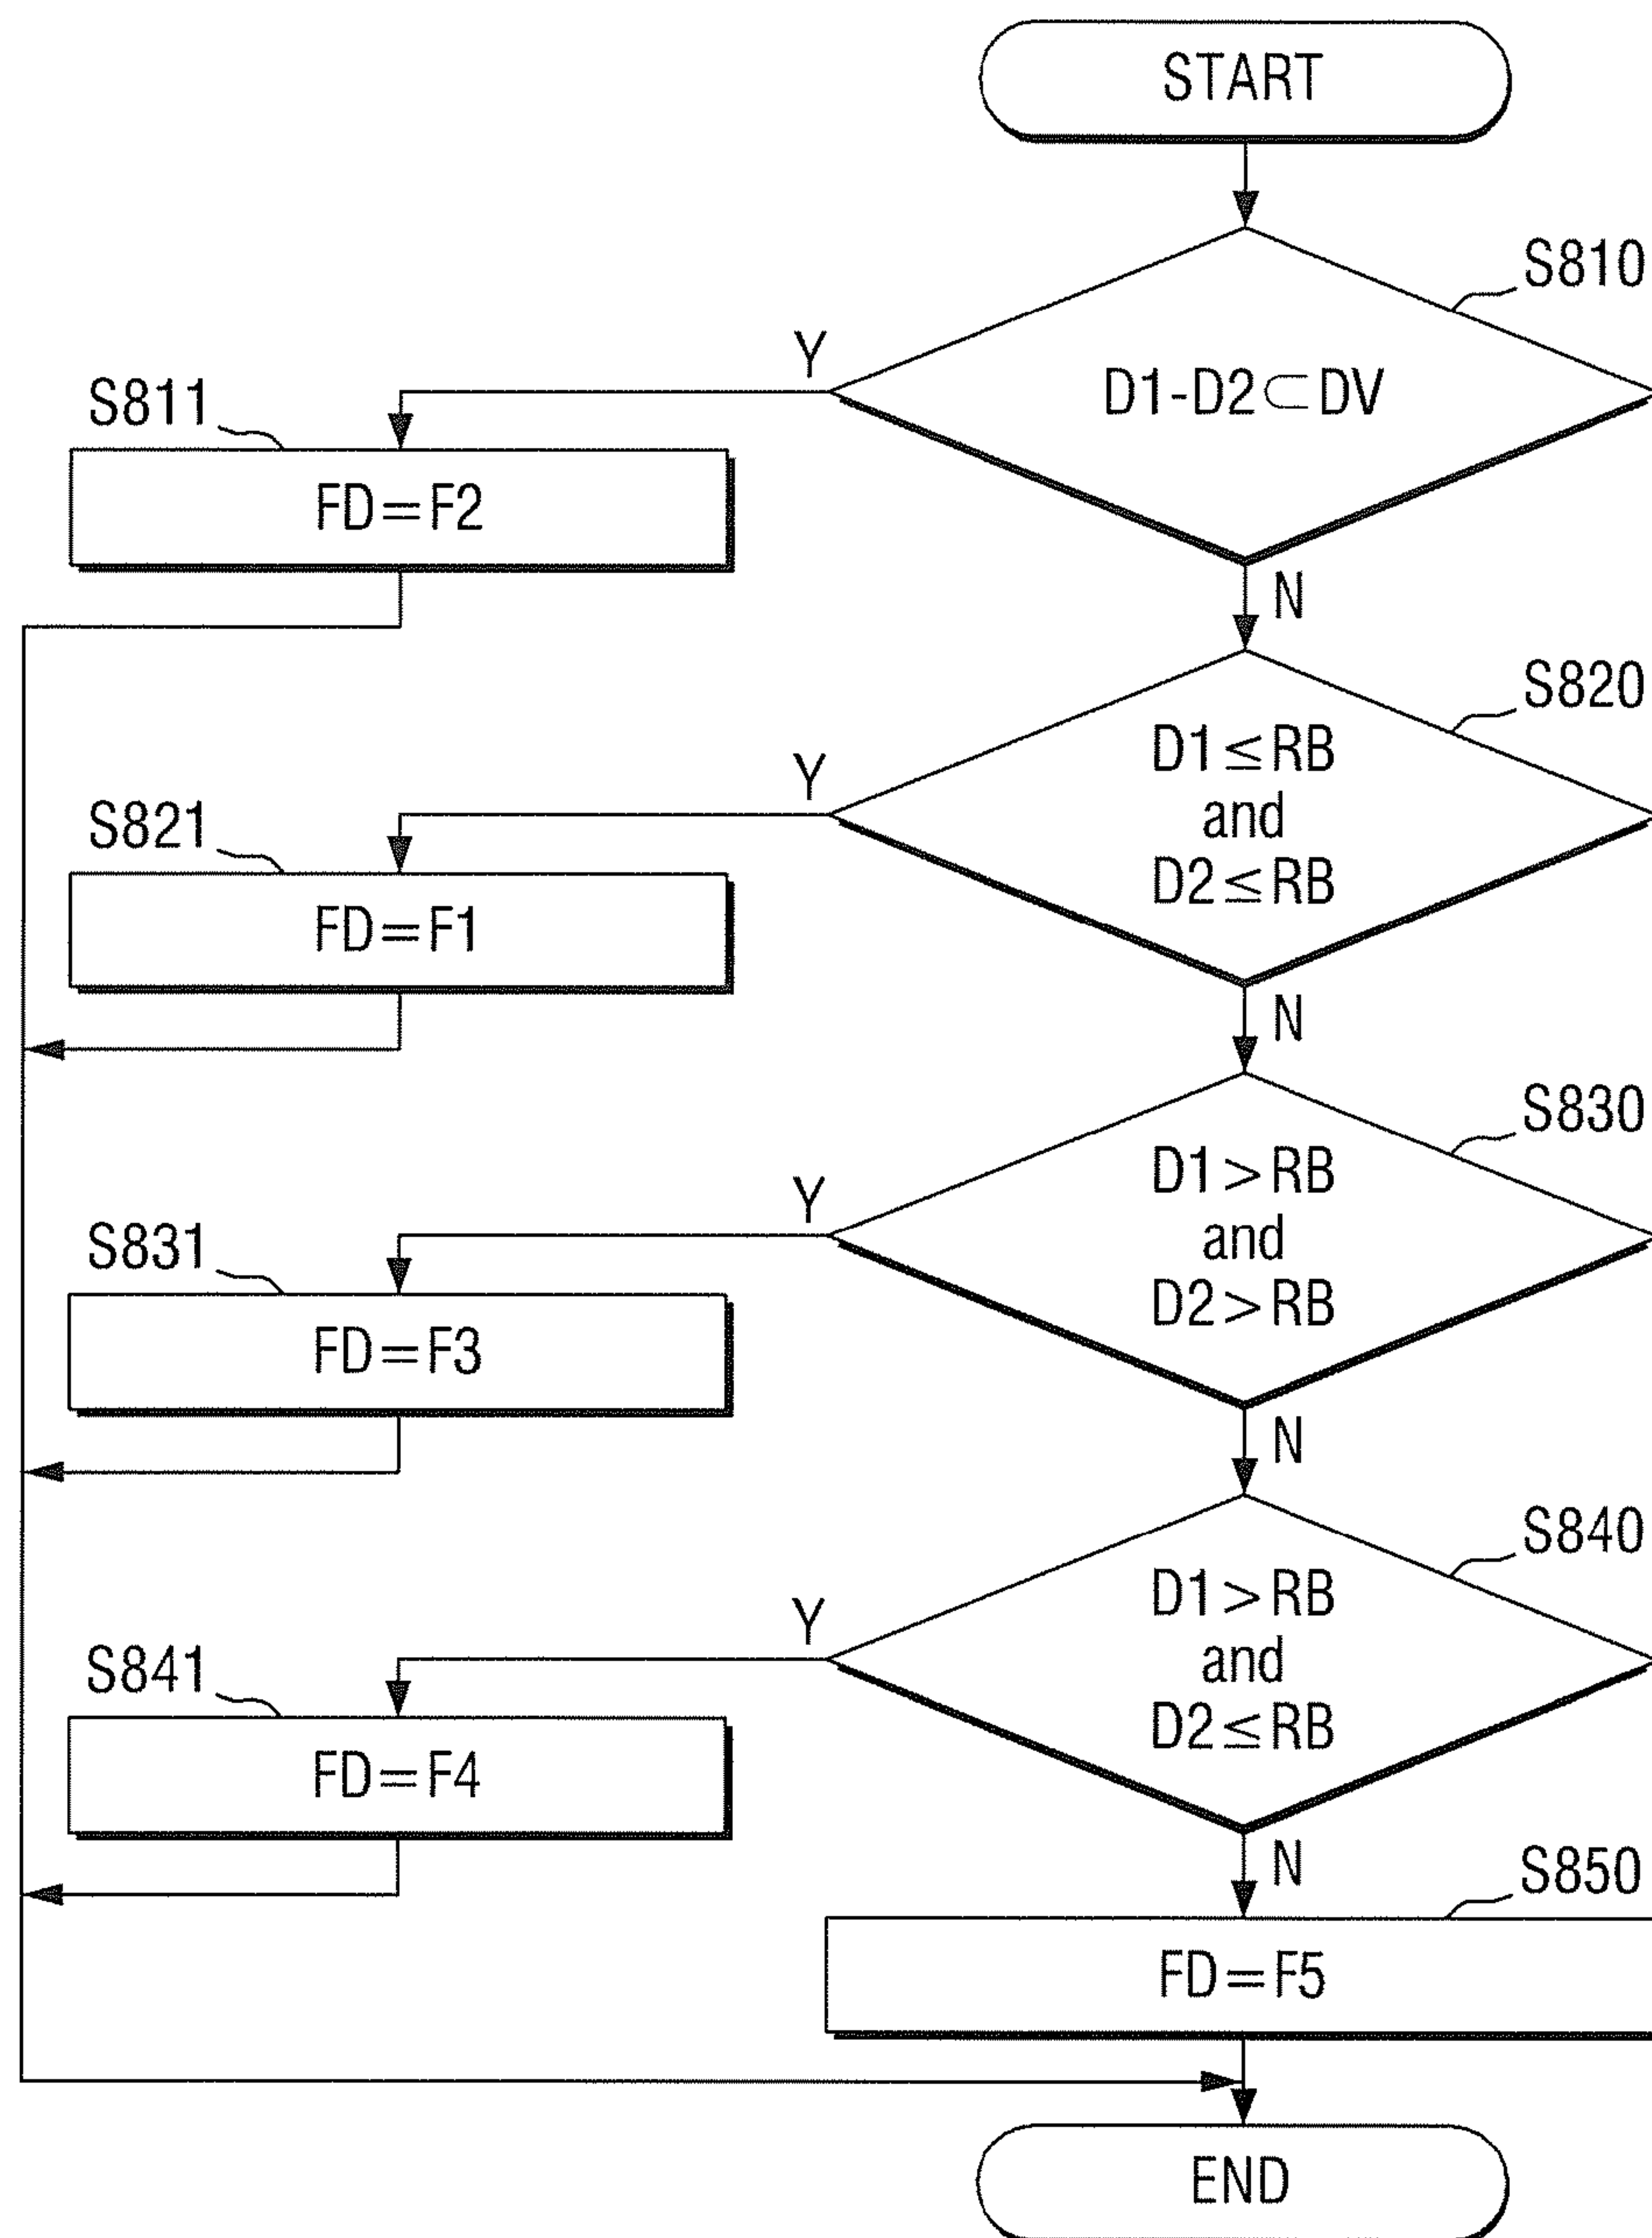 START
S810
D1-D2⊂DV
Y
S811
FD=F2
N
S820
D1≤RB
and
D2≤RB
Y
S821
FD=F1
N
S830
D1>RB
and
D2>RB
Y
S831
FD=F3
N
S840
D1>RB
and
D2≤RB
Y
S841
FD=F4
N
S850
FD=F5
END